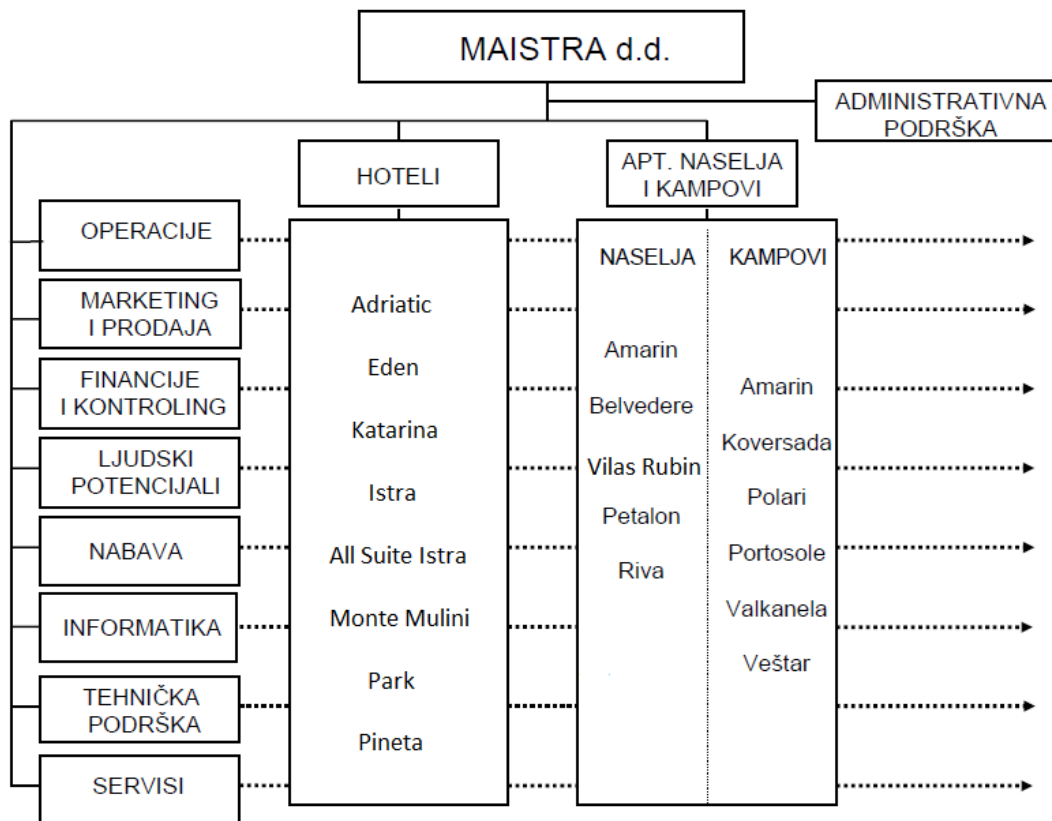 MAISTRA d.d.
ADMINISTRATIVNA
PODRŠKA
HOTELI
APT. NASELJA
I KAMPOVI
OPERACIJE
MARKETING
I PRODAJA
FINANCIJE
I KONTROLING
LJUDSKI
POTENCIJALI
NABAVA
INFORMATIKA
TEHNIČKA
PODRŠKA
SERVISI
Adriatic
Eden
Katarina
Istra
All Suite Istra
Monte Mulini
Park
Pineta
NASELJA
Amarin
Belvedere
Vilas Rubin
Petalon
Riva
KAMPOVI
Amarin
Koversada
Polari
Portosole
Valkanela
Veštar